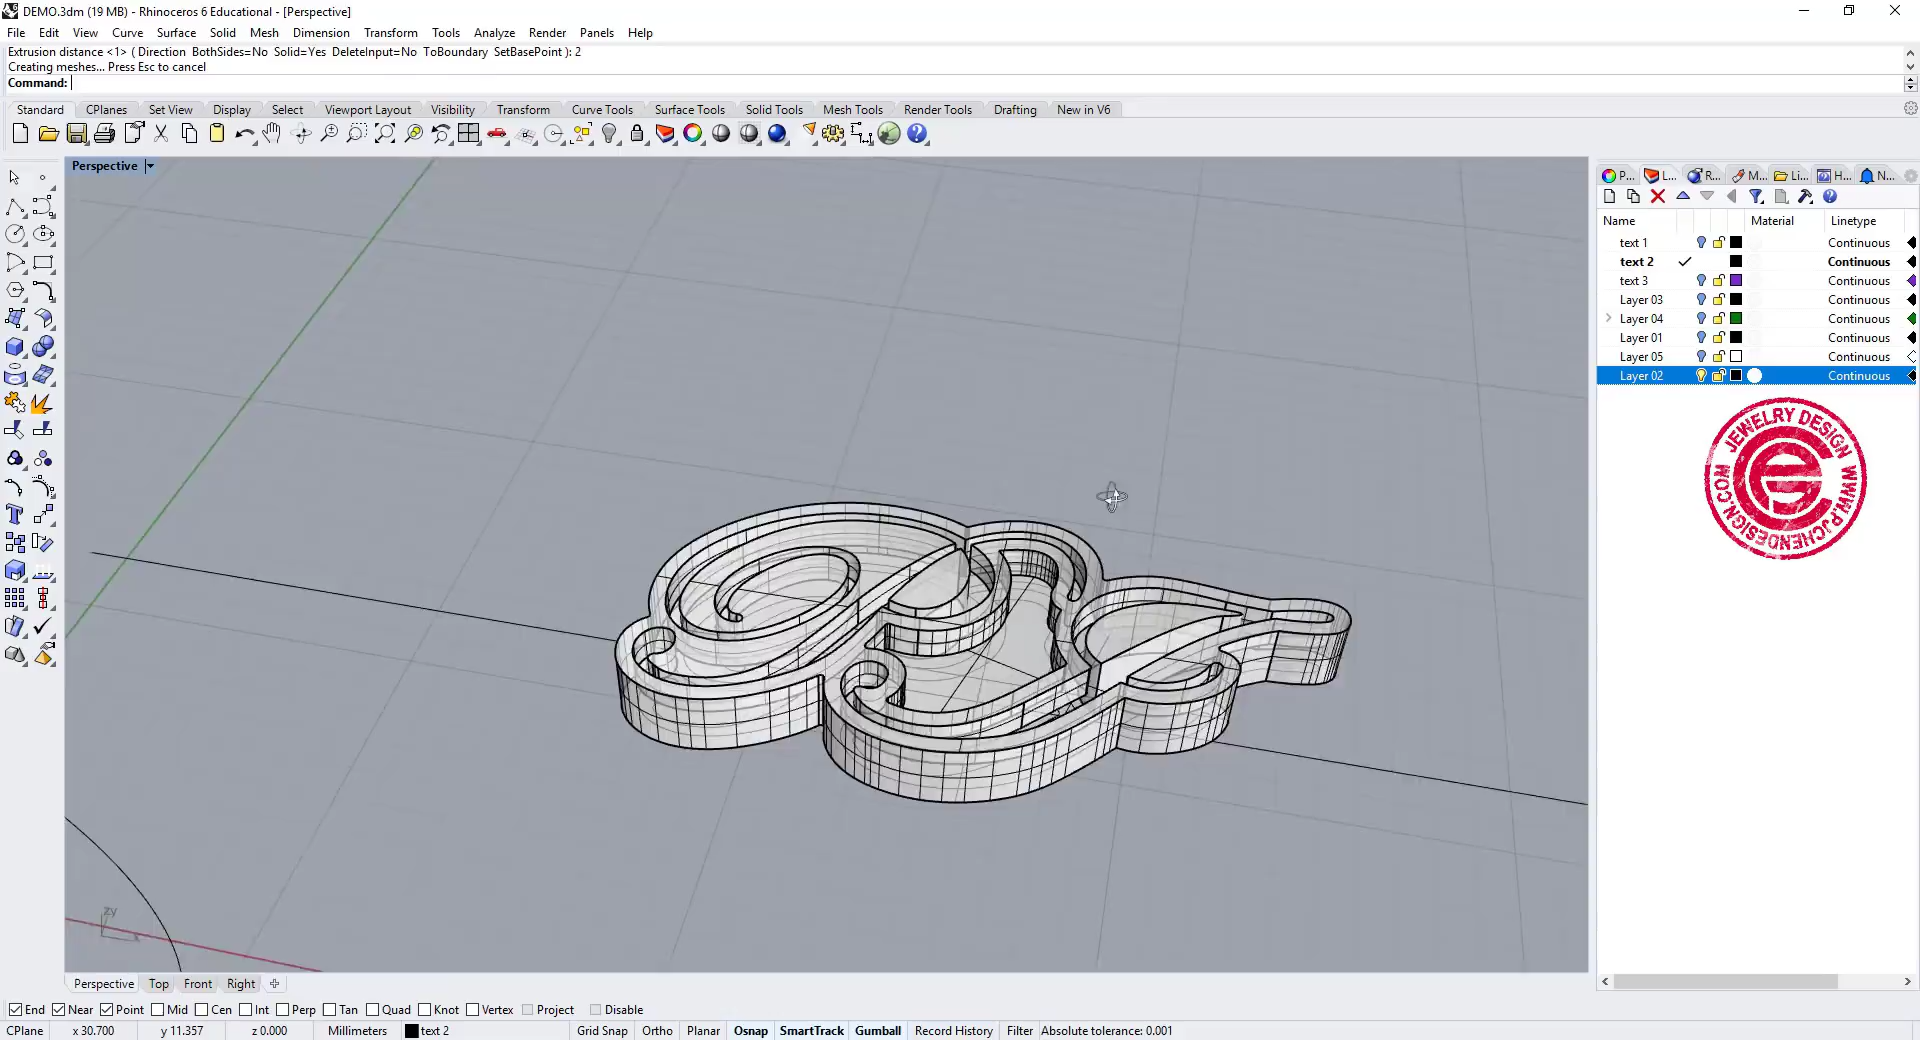 DEMO.3dm (19 MB) - Rhinoceros 6 Educational - [Perspective]
File Edit View Curve Surface Solid Mesh Dimension Transform Tools Analyze Render Panels Help
Extrusion distance <1> ( Direction BothSides=No Solid=Yes DeleteInput=No ToBoundary SetBasePoint ): 2
Creating meshes... Press Esc to cancel
Command:
Standard CPlanes Set View Display Select Viewport Layout Visibility Transform Curve Tools Surface Tools Solid Tools Mesh Tools Render Tools Drafting New in V6
Perspective
P... L... R... M... Li... H... N...
Name Material Linetype
text 1 Continuous
text 2 Continuous
text 3 Continuous
Layer 03 Continuous
Layer 04 Continuous
Layer 01 Continuous
Layer 05 Continuous
Layer 02 Continuous
JEWELRY DESIGN WWW.PJCHENDESIGN.COM
zy
Perspective Top Front Right
End Near Point Mid Cen Int Perp Tan Quad Knot Vertex Project Disable
CPlane x 30.700 y 11.357 z 0.000 Millimeters text 2 Grid Snap Ortho Planar Osnap SmartTrack Gumball Record History Filter Absolute tolerance: 0.001